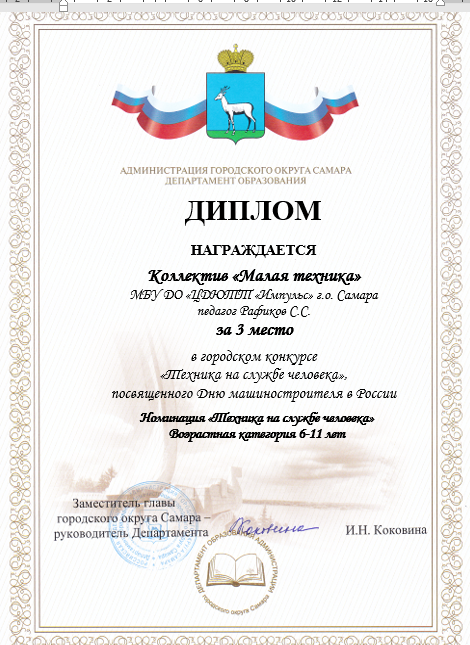 АДМИНИСТРАЦИЯ ГОРОДСКОГО ОКРУГА САМАРА
ДЕПАРТАМЕНТ ОБРАЗОВАНИЯ
ДИПЛОМ
НАГРАЖДАЕТСЯ
Коллектив «Малая техника»
МБУ ДО «ЦДЮТТ «Импульс» г.о. Самара
педагог Рафиков С.С.
за 3 место
в городском конкурсе
«Техника на службе человека»,
посвященного Дню машиностроителя в России
Номинация «Техника на службе человека»
Возрастная категория 6-11 лет
Заместитель главы
городского округа Самара –
руководитель Департамента
И.Н. Коковина
ДЕПАРТАМЕНТ ОБРАЗОВАНИЯ АДМИНИСТРАЦИИ
городского округа Самара